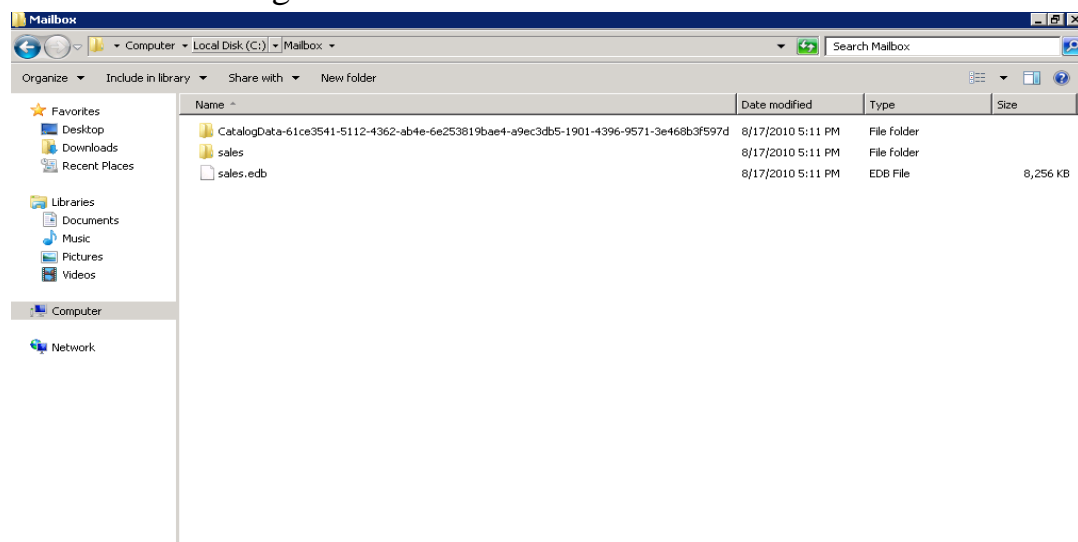 Mailbox
Computer Local Disk (C:) Mailbox Search Mailbox
Organize Include in library Share with New folder
Favorites
Desktop
Downloads
Recent Places
Libraries
Documents
Music
Pictures
Videos
Computer
Network
Name Date modified Type Size
CatalogData-61ce3541-5112-4362-ab4e-6e253819bae4-a9ec3db5-1901-4396-9571-3e468b3f597d 8/17/2010 5:11 PM File folder
sales 8/17/2010 5:11 PM File folder
sales.edb 8/17/2010 5:11 PM EDB File 8,256 KB